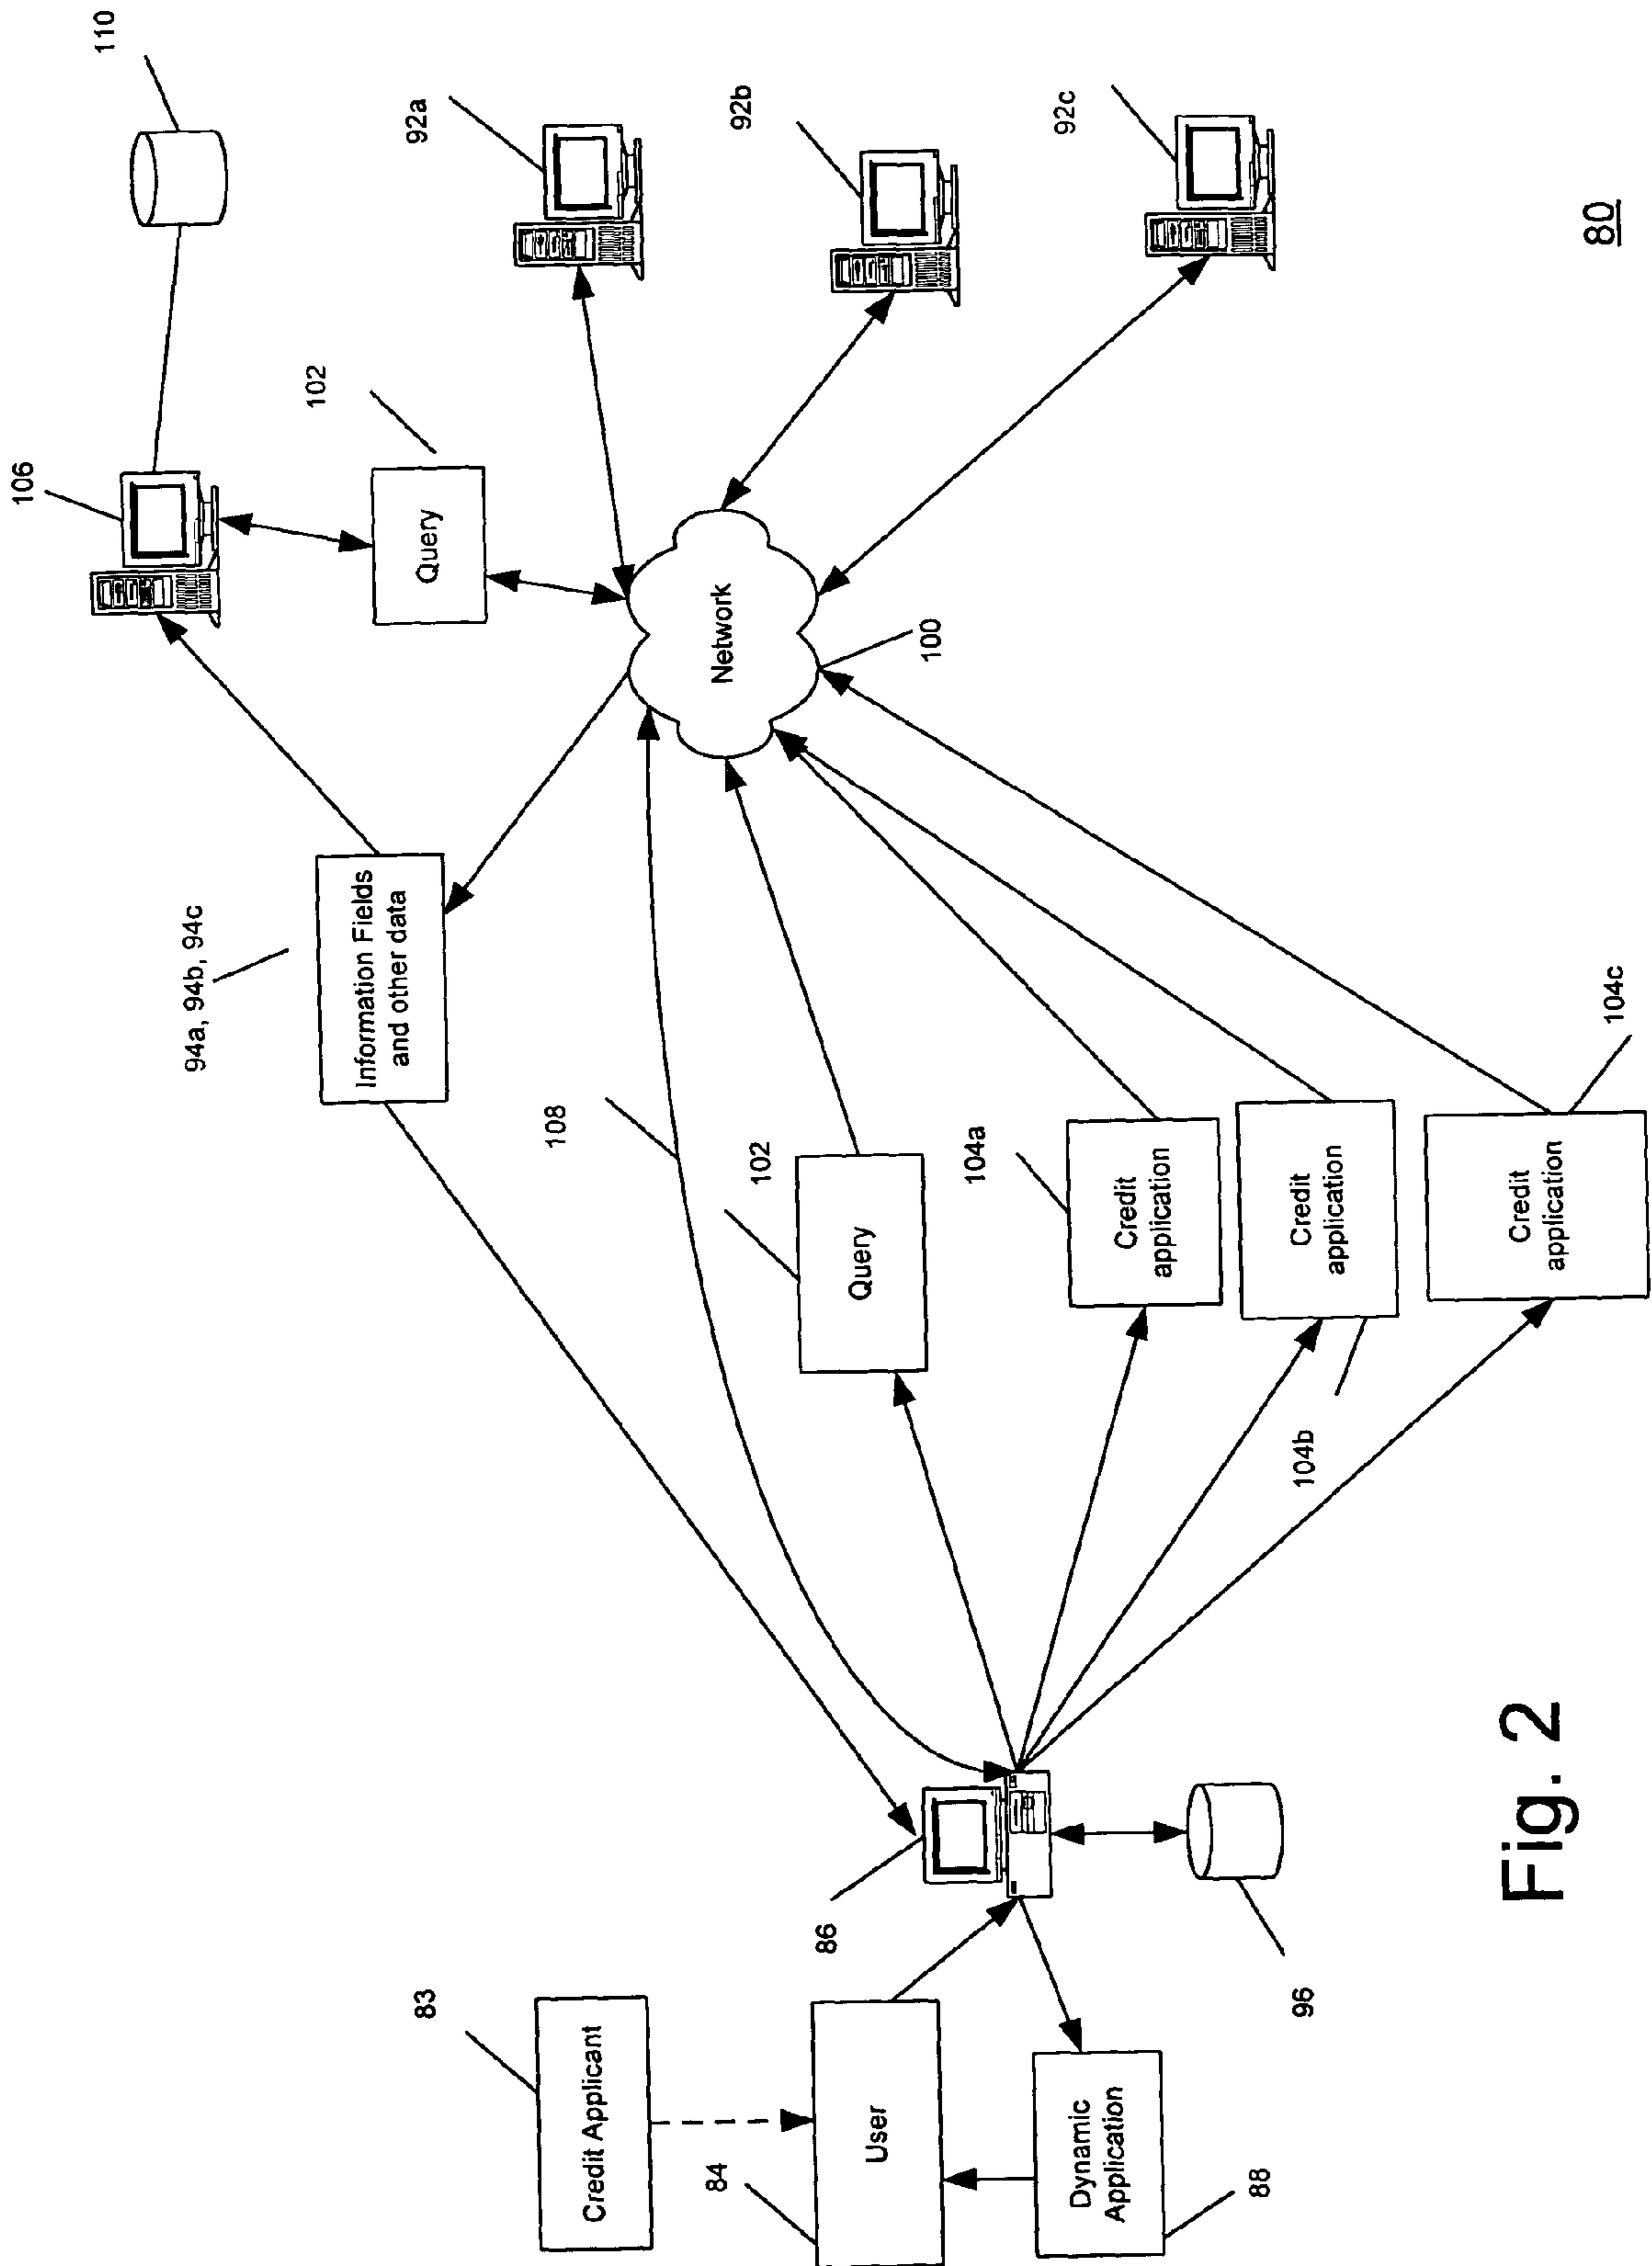 83
Credit Applicant
84
User
Dynamic
Application
88
86
96
94a, 94b, 94c
Information Fields
and other data
108
102
Query
104a
Credit
application
104b
Credit
application
104c
Credit
application
106
102
Query
Network
100
110
92a
92b
92c
80
Fig. 2